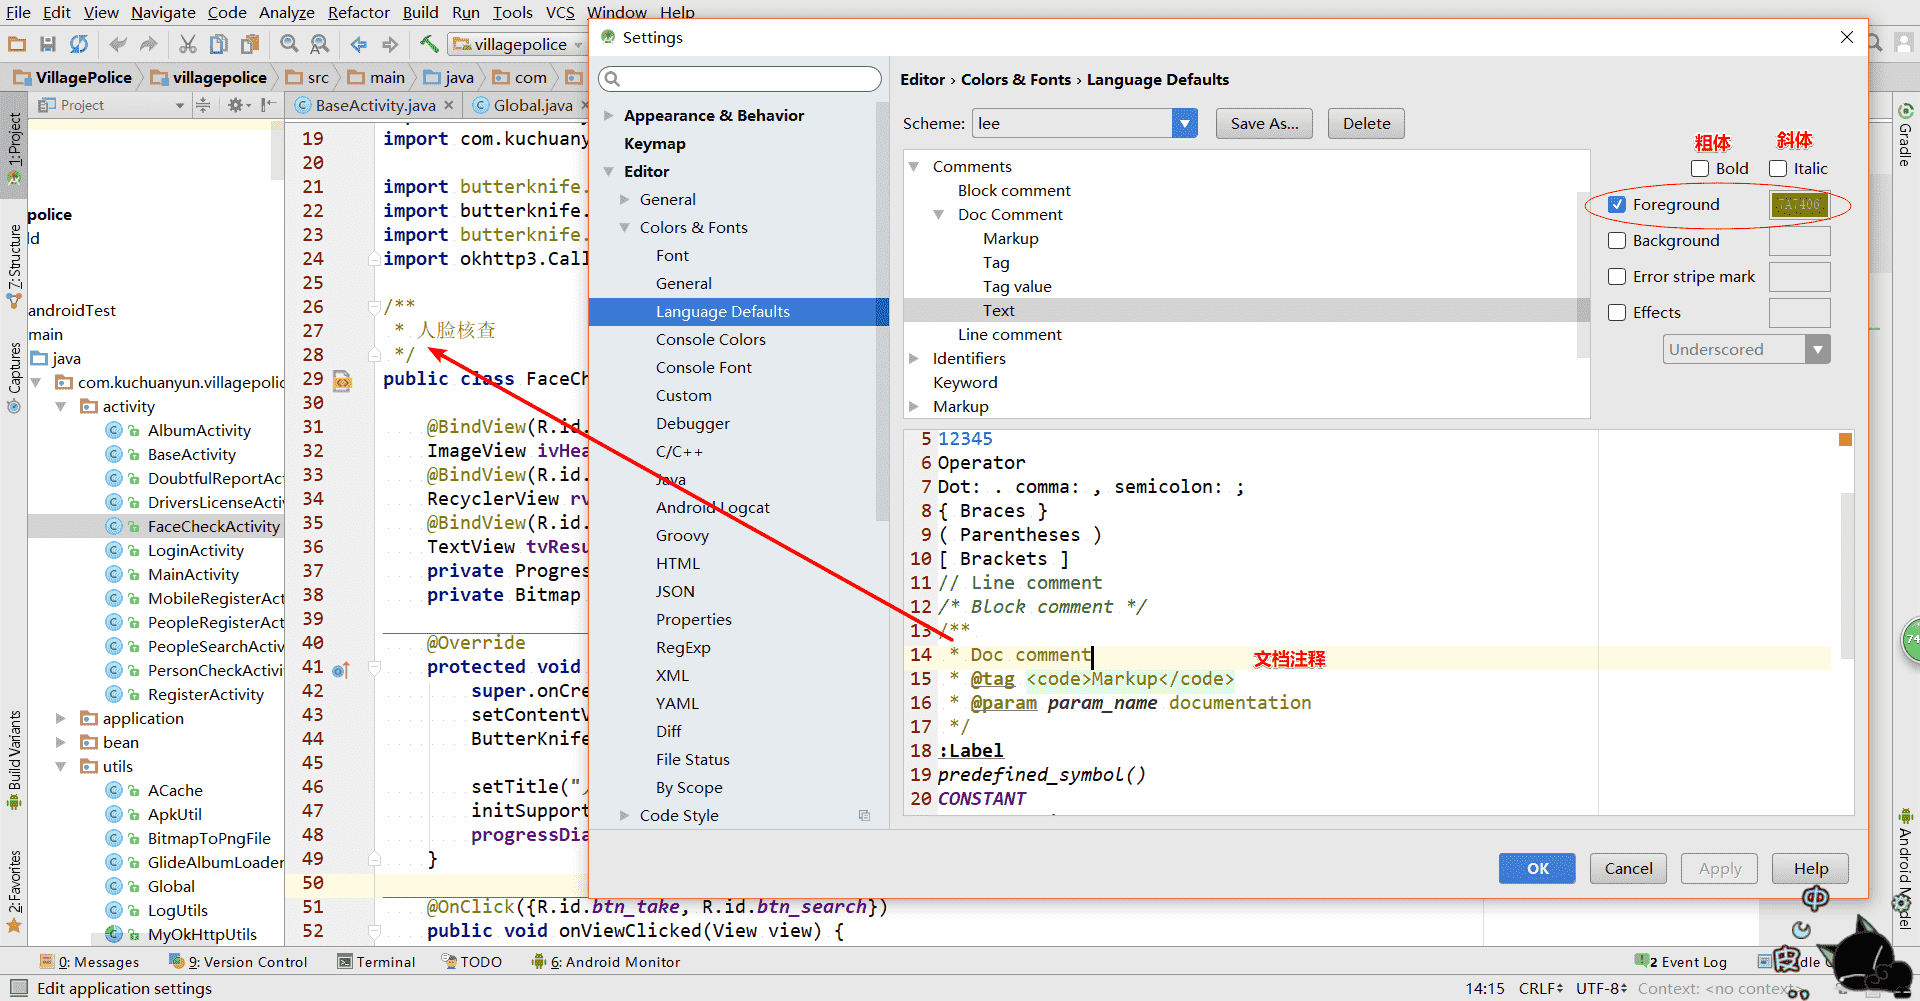 File Edit View Navigate Code Analyze Refactor Build Run Tools VCS Window Help
villagepolice
VillagePolice villagepolice src main java com
Project
BaseActivity.java Global.java
1: Project
7: Structure
Captures
Build Variants
2: Favorites
police
ld
androidTest
main
java
com.kuchuanyun.villagepolic
activity
AlbumActivity
BaseActivity
DoubtfulReportAct
DriversLicenseActiv
FaceCheckActivity
LoginActivity
MainActivity
MobileRegisterAct
PeopleRegisterAct
PeopleSearchActiv
PersonCheckActivi
RegisterActivity
application
bean
utils
ACache
ApkUtil
BitmapToPngFile
GlideAlbumLoader
Global
LogUtils
MyOkHttpUtils
19 import com.kuchuany
20
21 import butterknife.
22 import butterknife.
23 import butterknife.
24 import okhttp3.Call
25
26 /**
27 * 人脸核查
28 */
29 public class FaceCh
30
31 @BindView(R.id.
32 ImageView ivHea
33 @BindView(R.id.
34 RecyclerView rv
35 @BindView(R.id.
36 TextView tvResu
37 private Progres
38 private Bitmap
39
40 @Override
41 protected void
42 super.onCre
43 setContentV
44 ButterKnife
45
46 setTitle("人
47 initSupport
48 progressDia
49 }
50
51 @OnClick({R.id.btn_take, R.id.btn_search})
52 public void onViewClicked(View view) {
Settings
Appearance & Behavior
Keymap
Editor
General
Colors & Fonts
Font
General
Language Defaults
Console Colors
Console Font
Custom
Debugger
C/C++
Java
Android Logcat
Groovy
HTML
JSON
Properties
RegExp
XML
YAML
Diff
File Status
By Scope
Code Style
Editor › Colors & Fonts › Language Defaults
Scheme: lee Save As... Delete
Comments
Block comment
Doc Comment
Markup
Tag
Tag value
Text
Line comment
Identifiers
Keyword
Markup
粗体 斜体
Bold Italic
Foreground 7A7406
Background
Error stripe mark
Effects
Underscored
5 12345
6 Operator
7 Dot: . comma: , semicolon: ;
8 { Braces }
9 ( Parentheses )
10 [ Brackets ]
11 // Line comment
12 /* Block comment */
13 /**
14 * Doc comment
文档注释
15 * @tag <code>Markup</code>
16 * @param param_name documentation
17 */
18 :Label
19 predefined_symbol()
20 CONSTANT
OK Cancel Apply Help
Gradle
Android Model
74
中
皮
0: Messages 9: Version Control Terminal TODO 6: Android Monitor
2 Event Log
Edit application settings
14:15 CRLF UTF-8 Context: <no context>